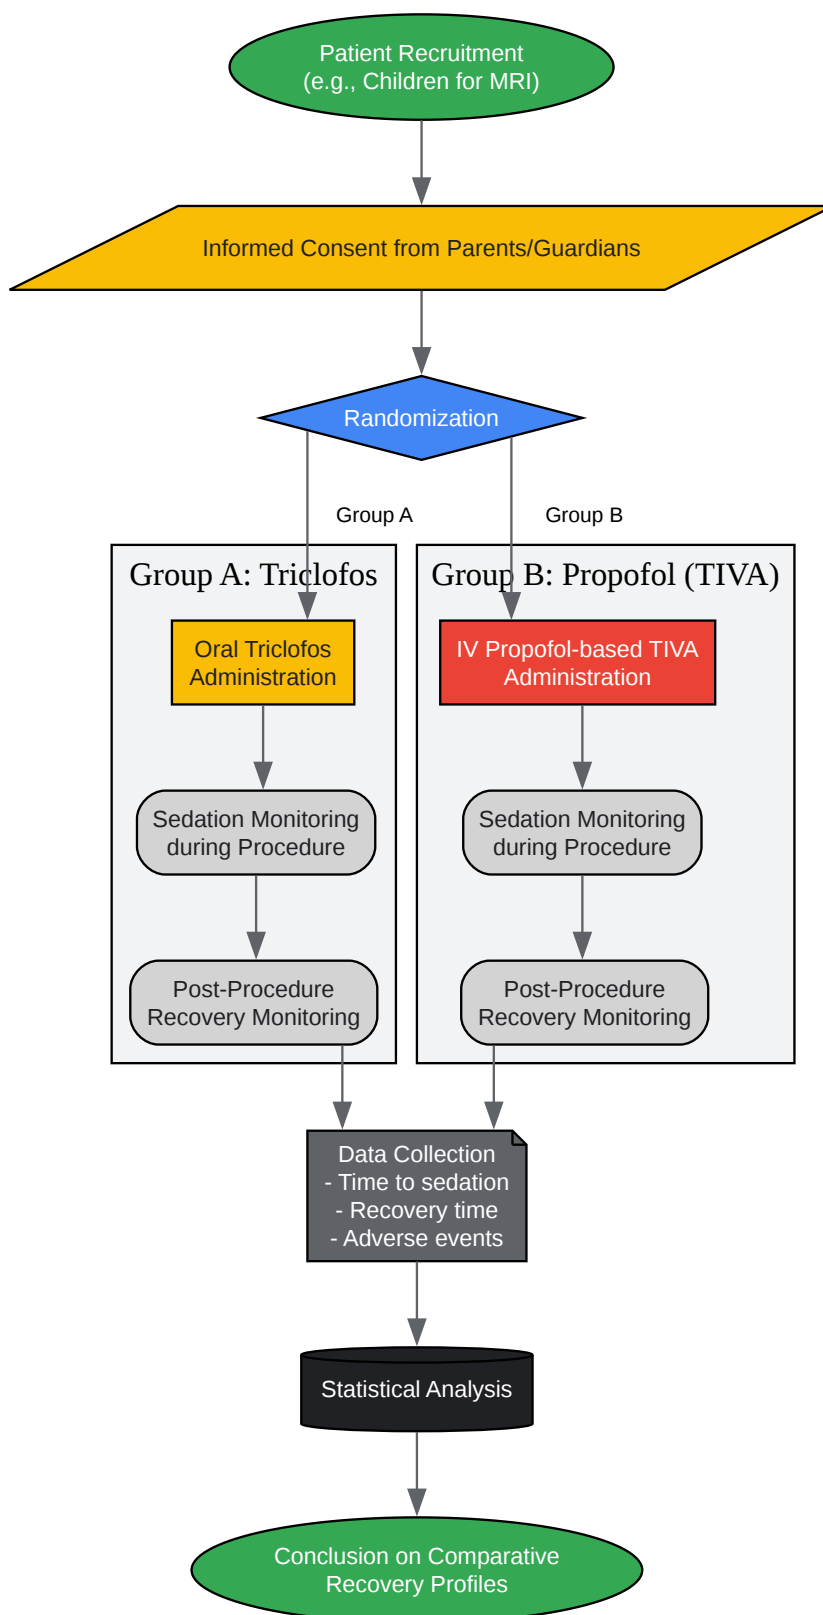 Patient Recruitment
(e.g., Children for MRI)
Informed Consent from Parents/Guardians
Randomization
Group A
Group B
Group A: Triclofos
Oral Triclofos
Administration
Sedation Monitoring
during Procedure
Post-Procedure
Recovery Monitoring
Group B: Propofol (TIVA)
IV Propofol-based TIVA
Administration
Sedation Monitoring
during Procedure
Post-Procedure
Recovery Monitoring
Data Collection
- Time to sedation
- Recovery time
- Adverse events
Statistical Analysis
Conclusion on Comparative
Recovery Profiles